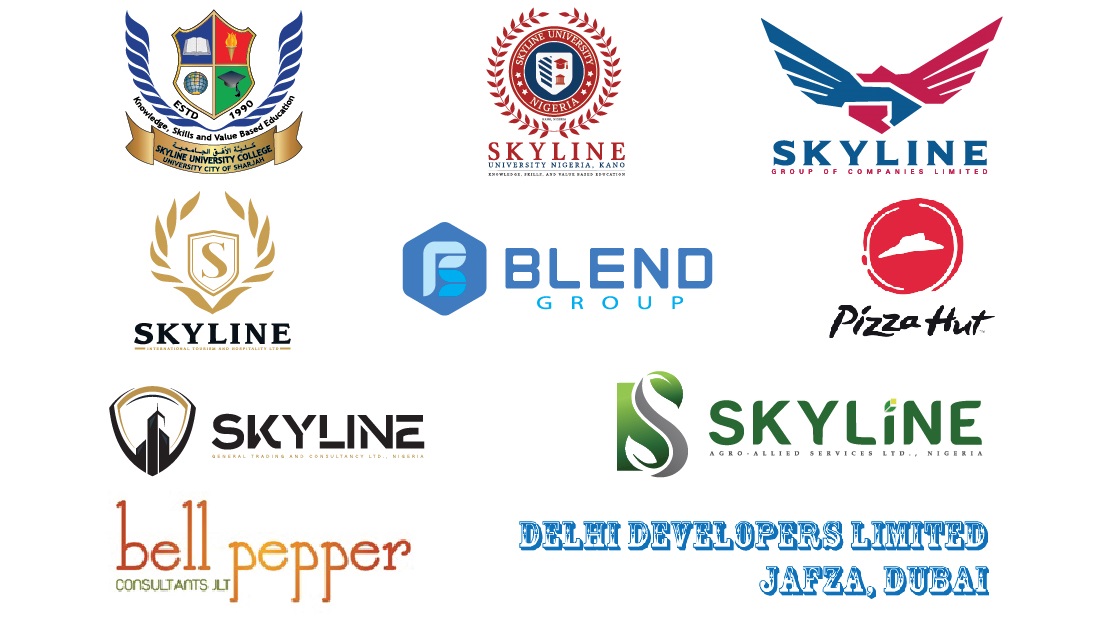 ESTD 1990
Knowledge, Skills and Value Based Education
كليّة الأفق الجامعية
SKYLINE UNIVERSITY COLLEGE
UNIVERSITY CITY OF SHARJAH
SKYLINE UNIVERSITY
NIGERIA
KANO, NIGERIA
SKYLINE
UNIVERSITY NIGERIA, KANO
KNOWLEDGE, SKILLS, AND VALUE BASED EDUCATION
SKYLINE
GROUP OF COMPANIES LIMITED
S
SKYLINE
INTERNATIONAL TOURISM AND HOSPITALITY LTD
BLEND
GROUP
Pizza Hut
SKYLINE
GENERAL TRADING AND CONSULTANCY LTD., NIGERIA
SKYLINE
AGRO-ALLIED SERVICES LTD., NIGERIA
bell pepper
CONSULTANTS JLT
DELHI DEVELOPERS LIMITED
JAFZA, DUBAI